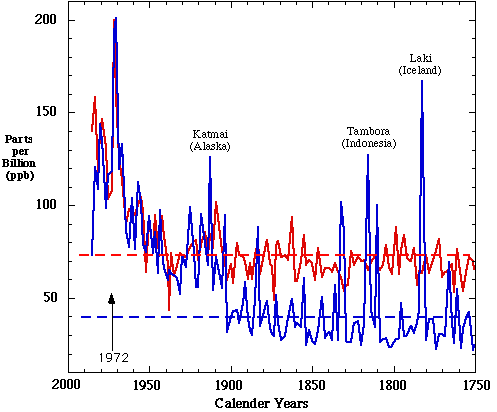 200
150
100
50
Parts
per
Billion
(ppb)
Katmai
(Alaska)
Tambora
(Indonesia)
Laki
(Iceland)
1972
2000
1950
1900
1850
1800
1750
Calender Years